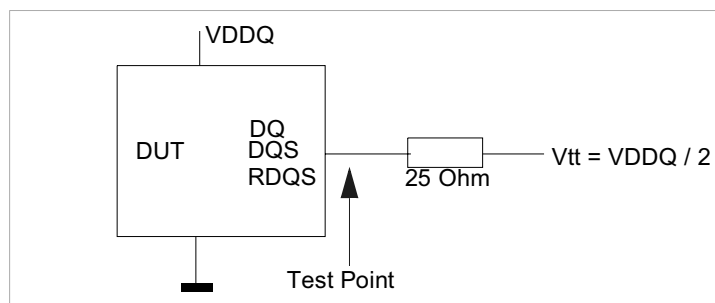 VDDQ
DUT
DQ
DQS
RDQS
25 Ohm
Vtt = VDDQ / 2
Test Point